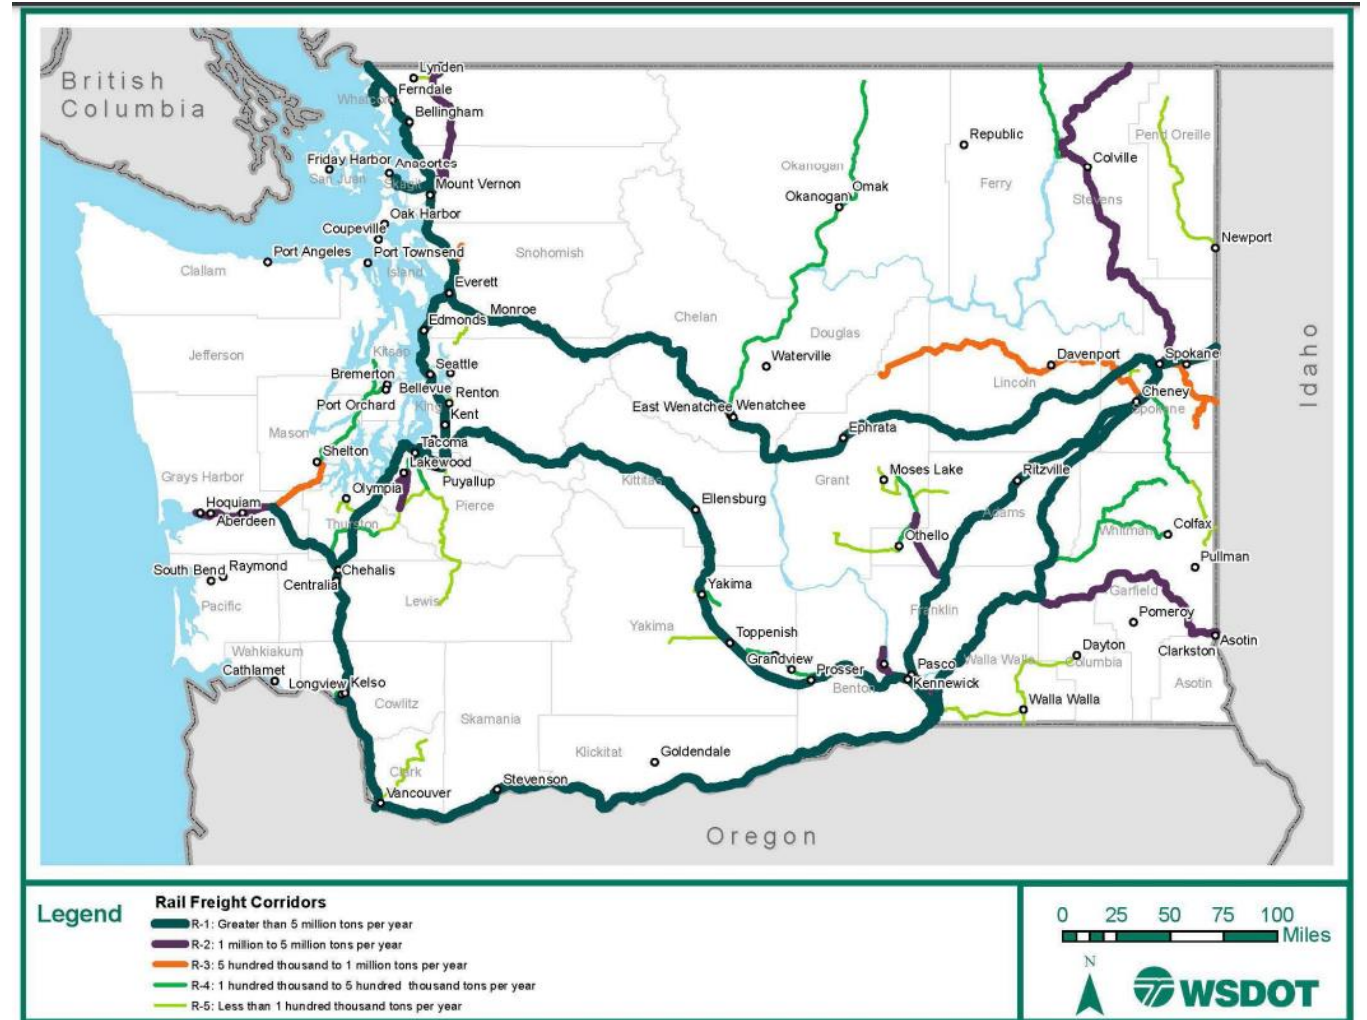 British
Columbia
Lynden
Ferndale
Whatcom
Bellingham
Friday Harbor
San Juan
Anacortes
Skagit
Mount Vernon
Oak Harbor
Coupeville
Port Angeles
Port Townsend
Island
Clallam
Snohomish
Everett
Monroe
Edmonds
Jefferson
Kitsap
Seattle
Bremerton
Bellevue
Renton
Port Orchard
King
Kent
Mason
Shelton
Tacoma
Lakewood
Puyallup
Grays Harbor
Olympia
Pierce
Hoquiam
Aberdeen
Thurston
South Bend
Raymond
Chehalis
Centralia
Pacific
Lewis
Wahkiakum
Cathlamet
Longview
Kelso
Cowlitz
Skamania
Clark
Vancouver
Stevenson
Klickitat
Goldendale
Okanogan
Republic
Ferry
Omak
Okanogan
Colville
Stevens
Pend Oreille
Newport
Chelan
Douglas
Waterville
Davenport
Lincoln
Spokane
Cheney
Spokane
East Wenatchee
Wenatchee
Ephrata
Kittitas
Ellensburg
Grant
Moses Lake
Ritzville
Adams
Othello
Whitman
Colfax
Pullman
Yakima
Yakima
Toppenish
Grandview
Prosser
Benton
Franklin
Pasco
Kennewick
Walla Walla
Walla Walla
Dayton
Columbia
Garfield
Pomeroy
Clarkston
Asotin
Asotin
Idaho
Oregon
Legend
Rail Freight Corridors
R-1: Greater than 5 million tons per year
R-2: 1 million to 5 million tons per year
R-3: 5 hundred thousand to 1 million tons per year
R-4: 1 hundred thousand to 5 hundred thousand tons per year
R-5: Less than 1 hundred thousand tons per year
0 25 50 75 100
Miles
N
WSDOT